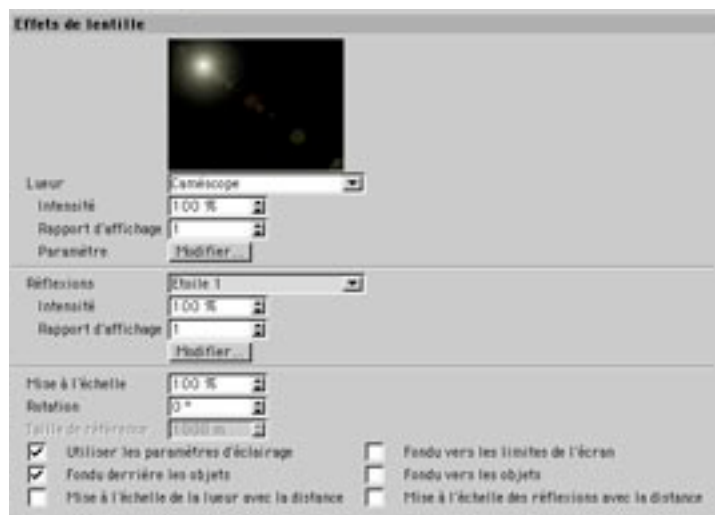 Effets de lentille
Lueur Caméscope
Intensité 100 %
Rapport d'affichage 1
Paramètre Modifier...
Réflexions Etoile 1
Intensité 100 %
Rapport d'affichage 1
Modifier...
Mise à l'échelle 100 %
Rotation 0 °
Taille de référence 1000 m
Utiliser les paramètres d'éclairage Fondu vers les limites de l'écran
Fondu derrière les objets Fondu vers les objets
Mise à l'échelle de la lueur avec la distance Mise à l'échelle des réflexions avec la distance